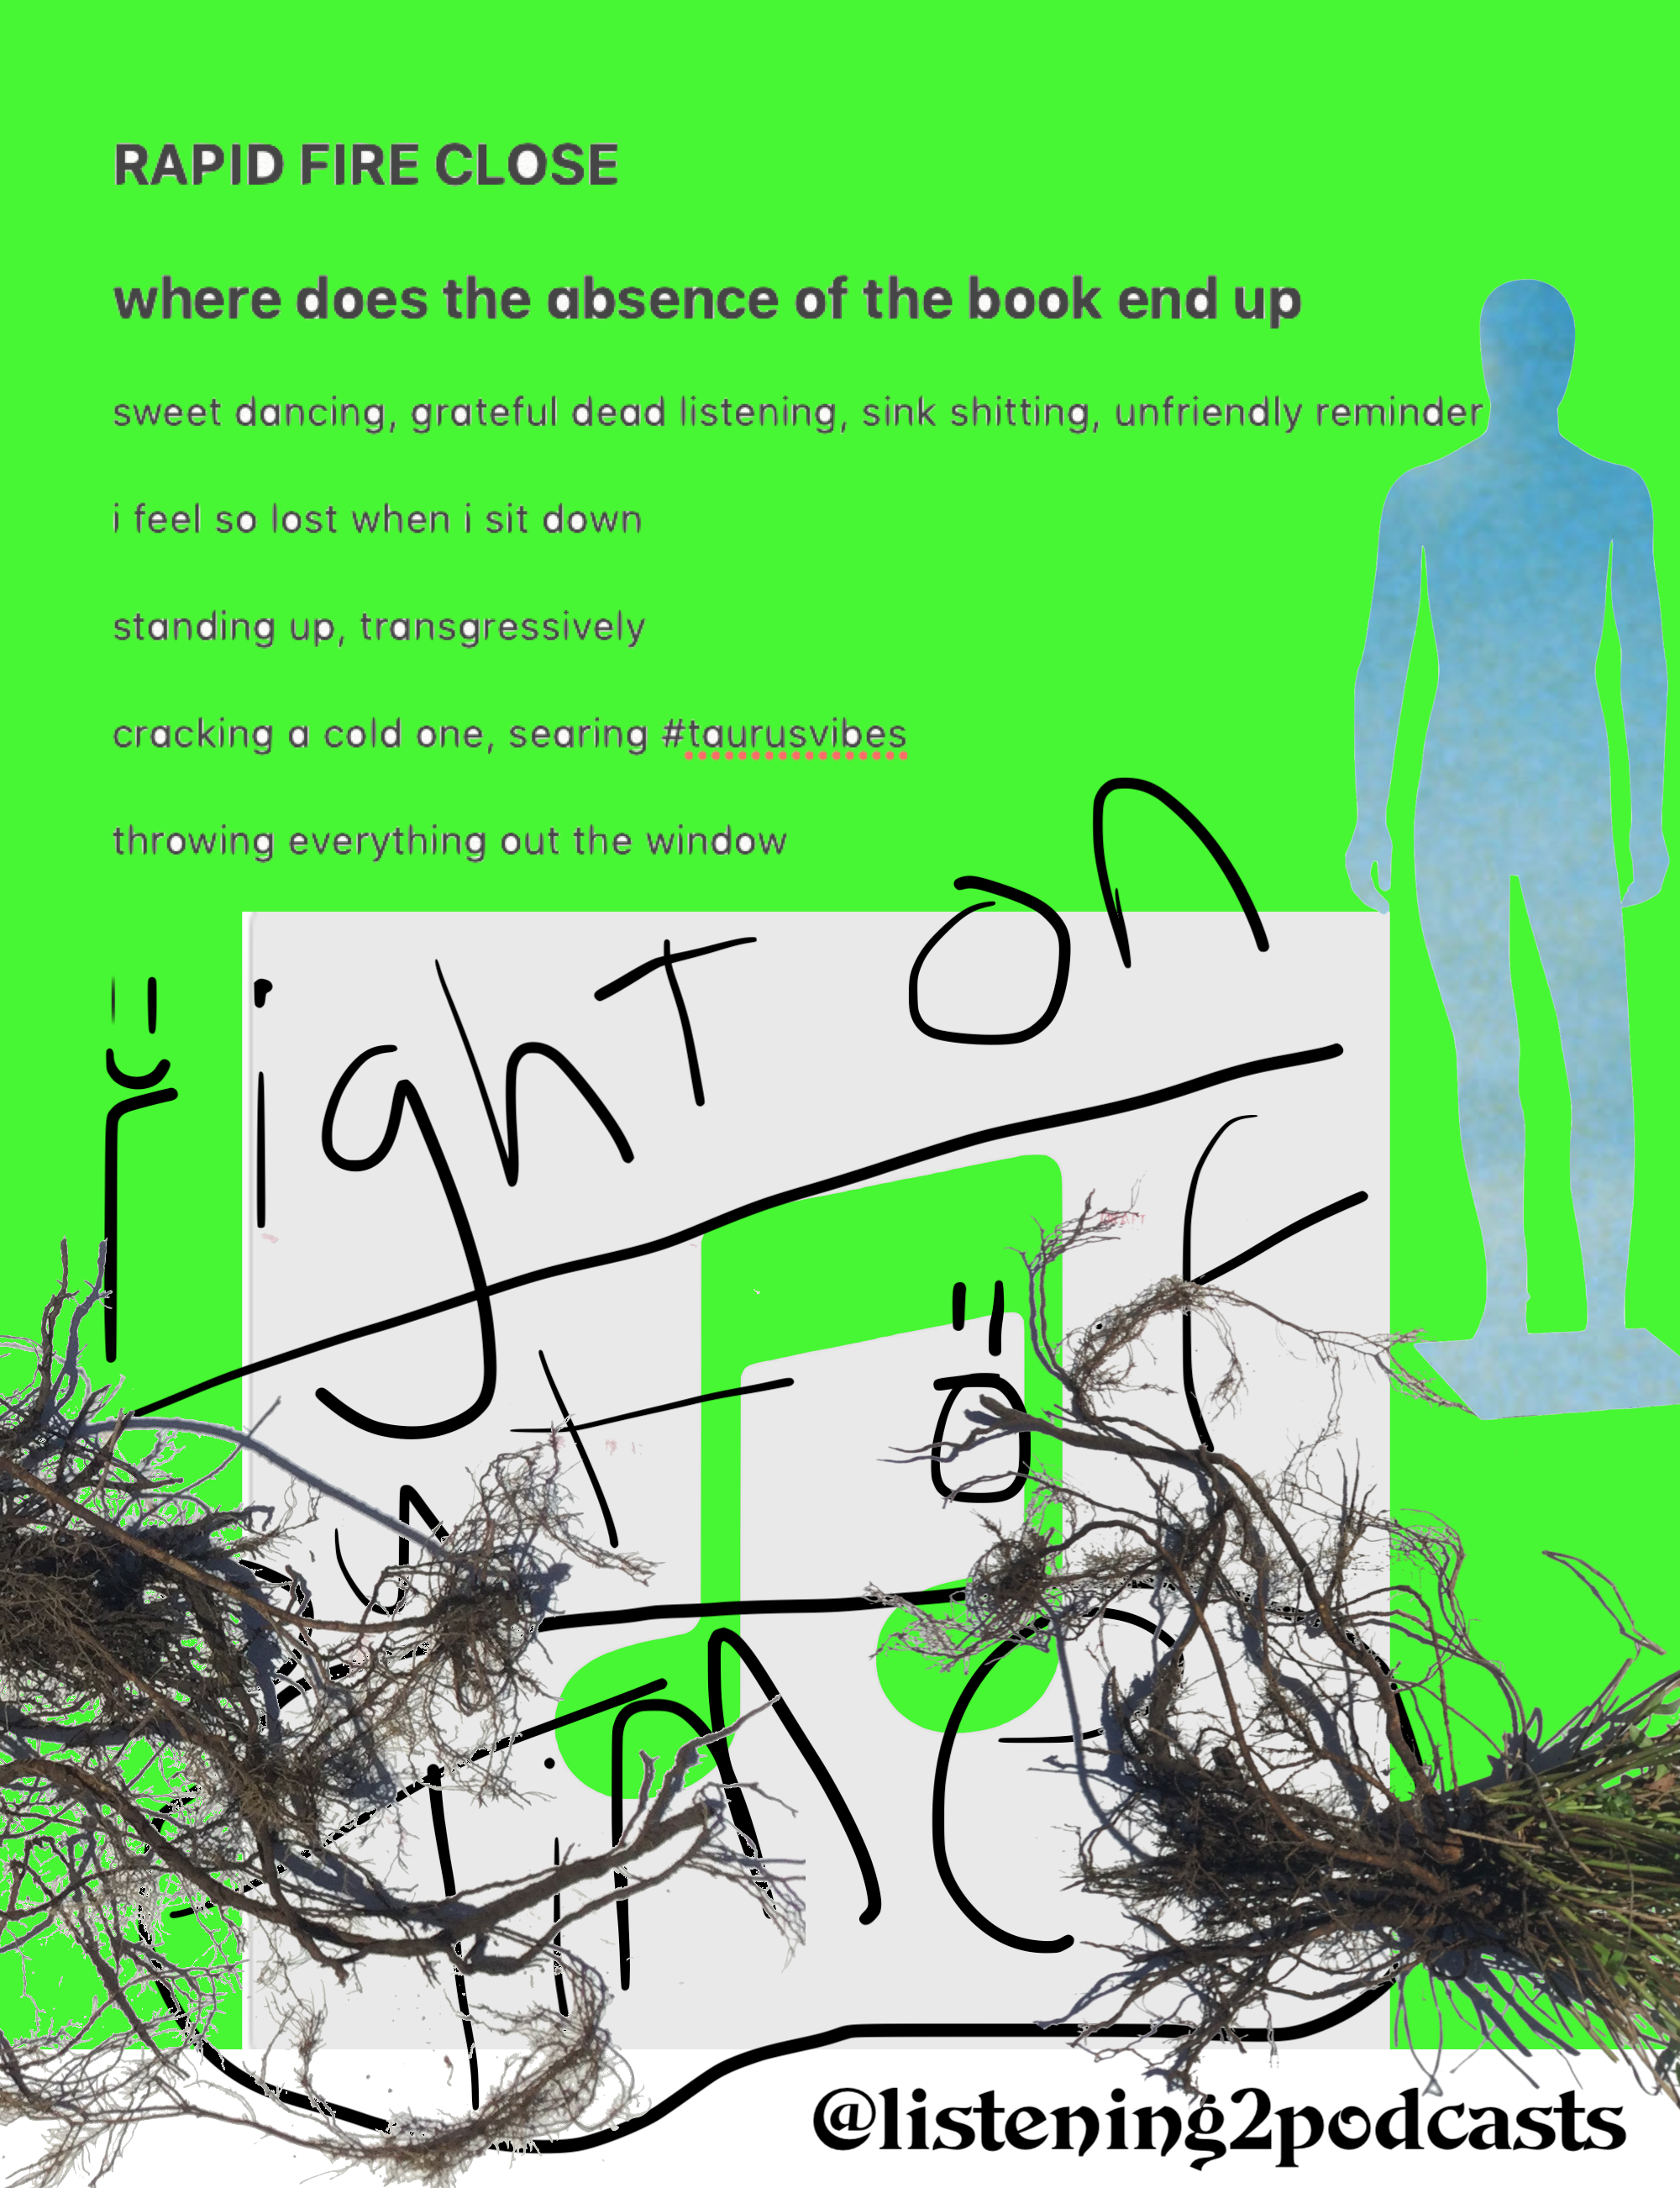 RAPID FIRE CLOSE
where does the absence of the book end up
sweet dancing, grateful dead listening, sink shitting, unfriendly reminder
i feel so lost when i sit down
standing up, transgressively
cracking a cold one, searing #taurusvibes
throwing everything out the window
right on
time
@listening2podcasts